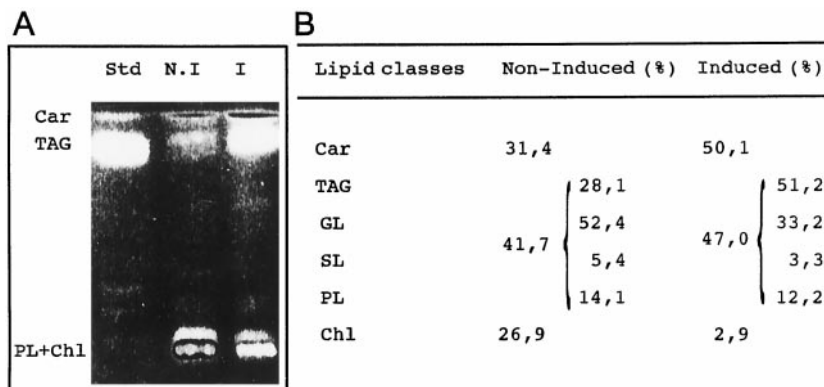 A
Std N.I I
Car
TAG
PL+Chl
B
Lipid classes Non-Induced (%) Induced (%)
Car 31,4 50,1
TAG 28,1 51,2
GL 52,4 33,2
41,7 47,0
SL 5,4 3,3
PL 14,1 12,2
Chl 26,9 2,9